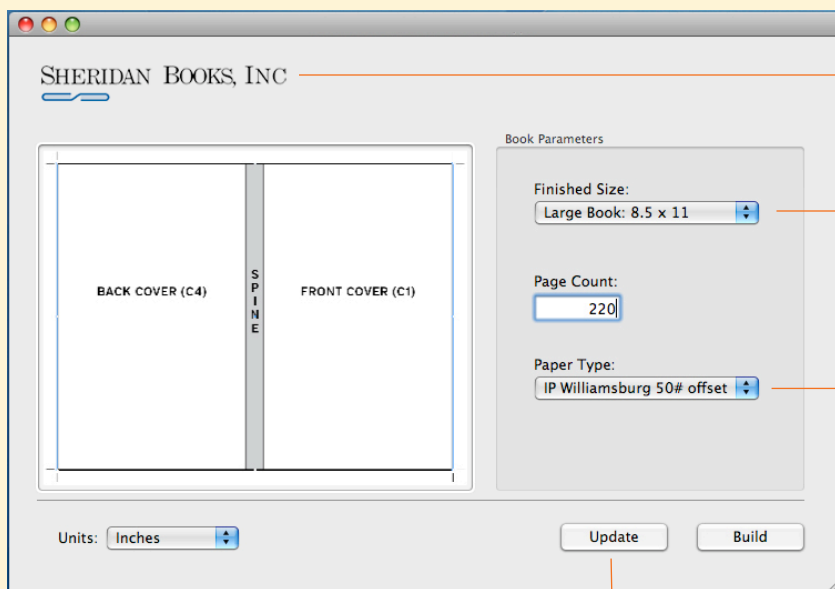 SHERIDAN BOOKS, INC
BACK COVER (C4)
SPINE
FRONT COVER (C1)
Book Parameters
Finished Size:
Large Book: 8.5 x 11
Page Count:
220
Paper Type:
IP Williamsburg 50# offset
Units: Inches
Update
Build